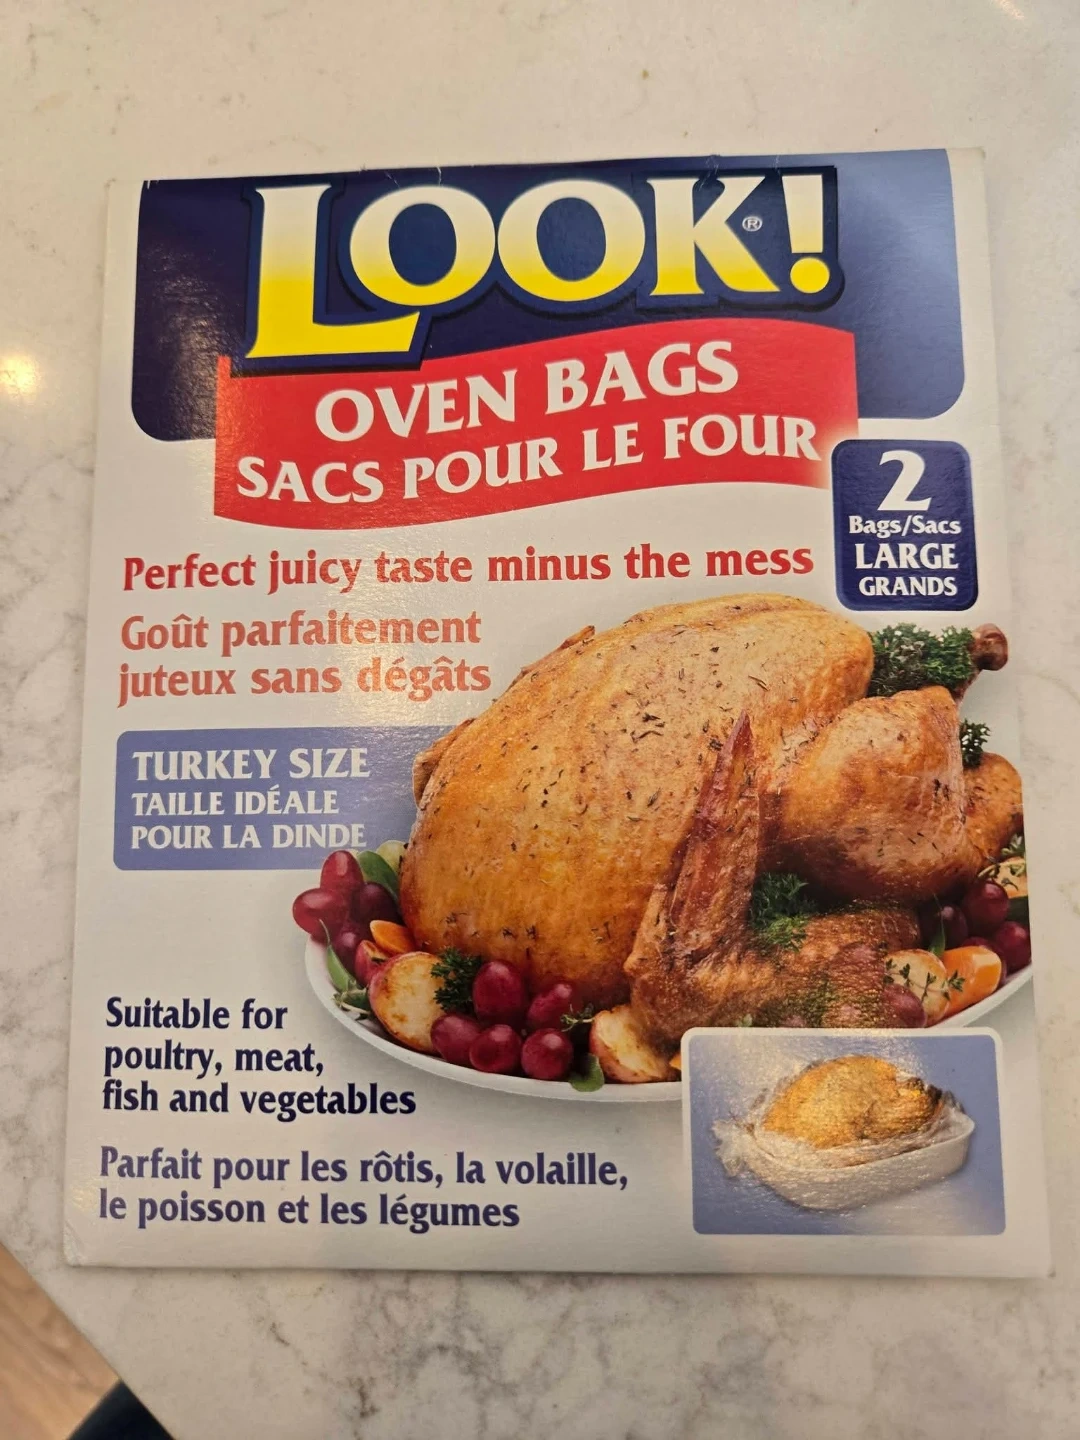 LOOK!®
OVEN BAGS
SACS POUR LE FOUR
2
Bags/Sacs
LARGE
GRANDS
Perfect juicy taste minus the mess
Goût parfaitement
juteux sans dégâts
TURKEY SIZE
TAILLE IDÉALE
POUR LA DINDE
Suitable for
poultry, meat,
fish and vegetables
Parfait pour les rôtis, la volaille,
le poisson et les légumes